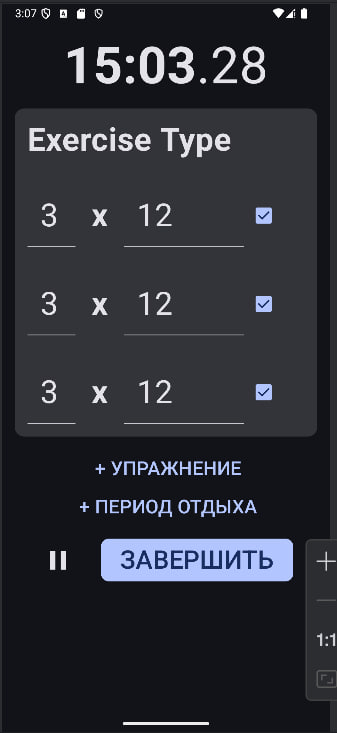 3:07
15:03.28
Exercise Type
3 x 12
3 x 12
3 x 12
+ УПРАЖНЕНИЕ
+ ПЕРИОД ОТДЫХА
ЗАВЕРШИТЬ
1:1